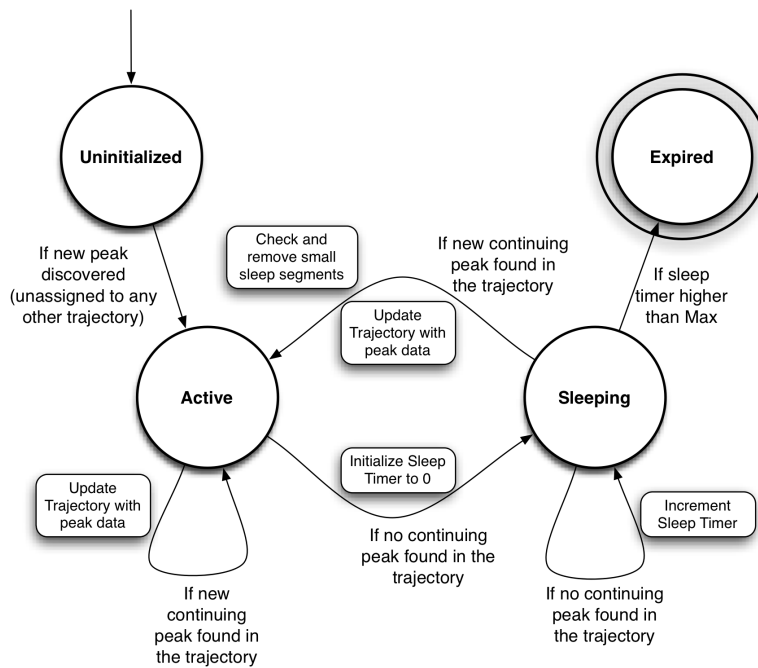 Uninitialized
Expired
If new peak
discovered
(unassigned to any
other trajectory)
Check and
remove small
sleep segments
If new continuing
peak found in
the trajectory
If sleep
timer higher
than Max
Update
Trajectory with
peak data
Active
Sleeping
Update
Trajectory with
peak data
Initialize Sleep
Timer to 0
Increment
Sleep Timer
If no continuing
peak found in the
trajectory
If new
continuing
peak found in
the trajectory
If no continuing
peak found in
the trajectory